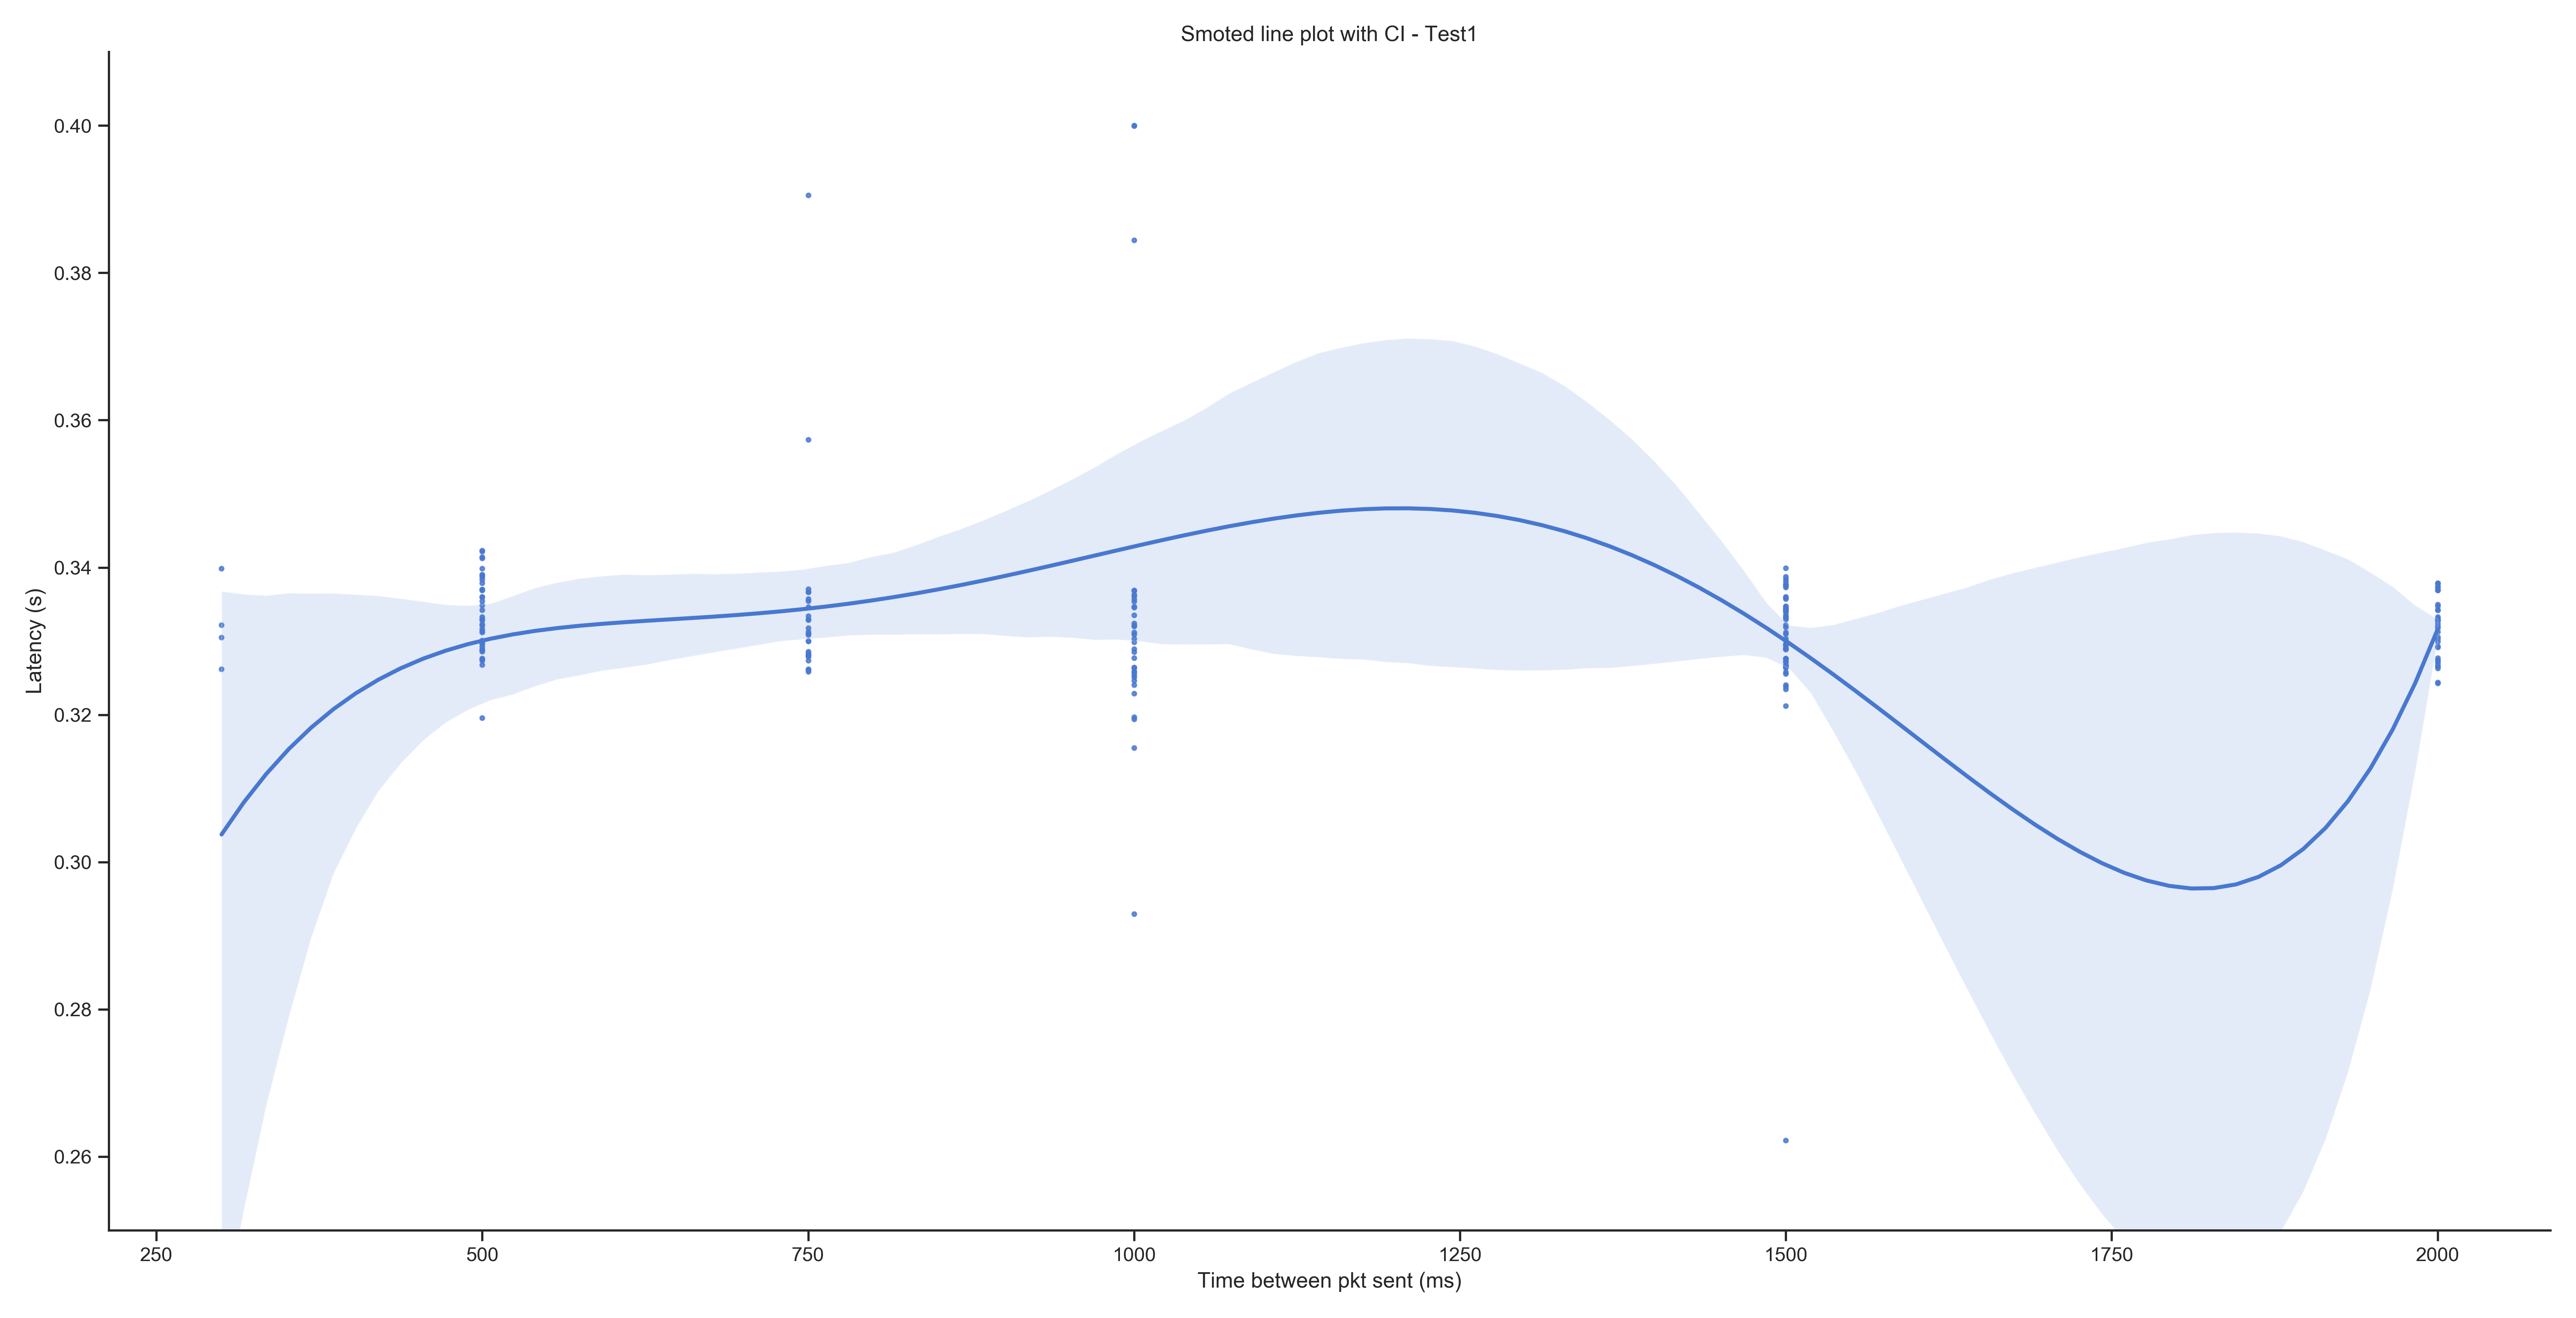 Smoted line plot with CI - Test1
0.40
0.38
0.36
0.34
0.32
0.30
0.28
0.26
Latency (s)
250 500 750 1000 1250 1500 1750 2000
Time between pkt sent (ms)